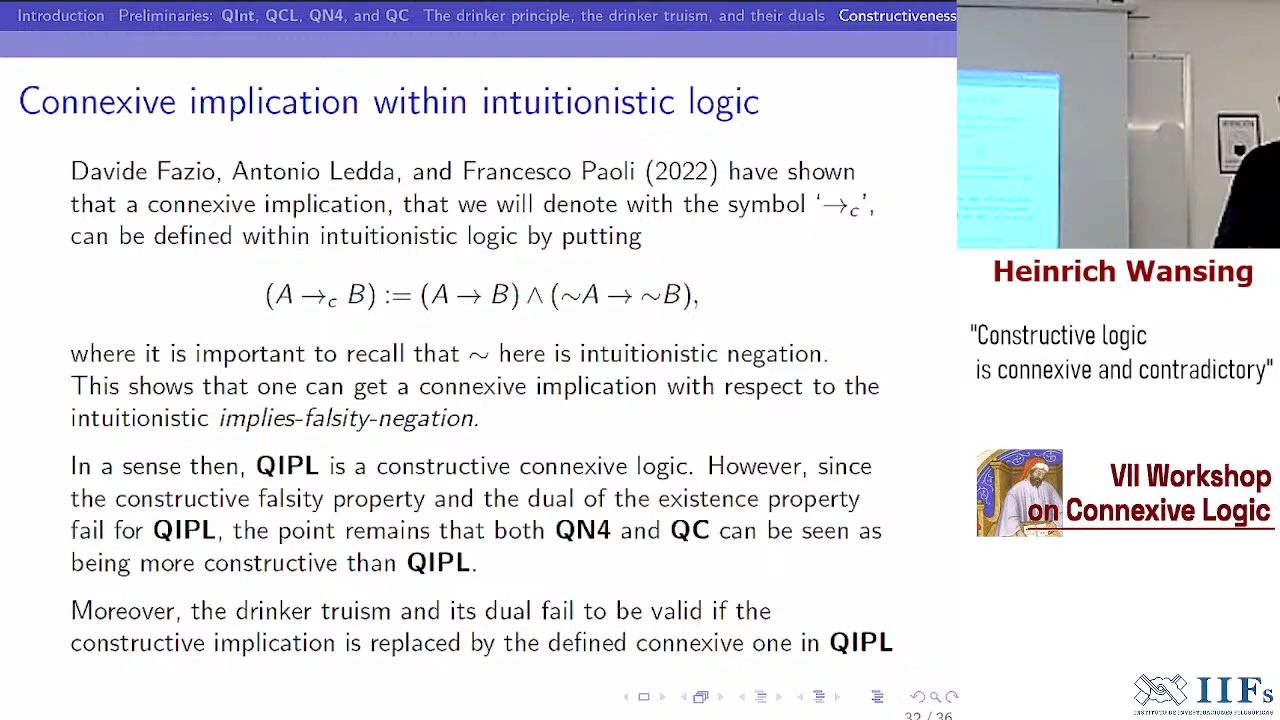 Introduction Preliminaries: QInt, QCL, QN4, and QC The drinker principle, the drinker truism, and their duals Constructiveness
Connexive implication within intuitionistic logic
Davide Fazio, Antonio Ledda, and Francesco Paoli (2022) have shown
that a connexive implication, that we will denote with the symbol ‘→c’,
can be defined within intuitionistic logic by putting
(A →c B) := (A → B) ∧ (∼A → ∼B),
where it is important to recall that ∼ here is intuitionistic negation.
This shows that one can get a connexive implication with respect to the
intuitionistic implies-falsity-negation.
In a sense then, QIPL is a constructive connexive logic. However, since
the constructive falsity property and the dual of the existence property
fail for QIPL, the point remains that both QN4 and QC can be seen as
being more constructive than QIPL.
Moreover, the drinker truism and its dual fail to be valid if the
constructive implication is replaced by the defined connexive one in QIPL
32 / 36
Heinrich Wansing
"Constructive logic
is connexive and contradictory"
VII Workshop
on Connexive Logic
IIFs
INSTITUTO DE INVESTIGACIONES FILOSÓFICAS